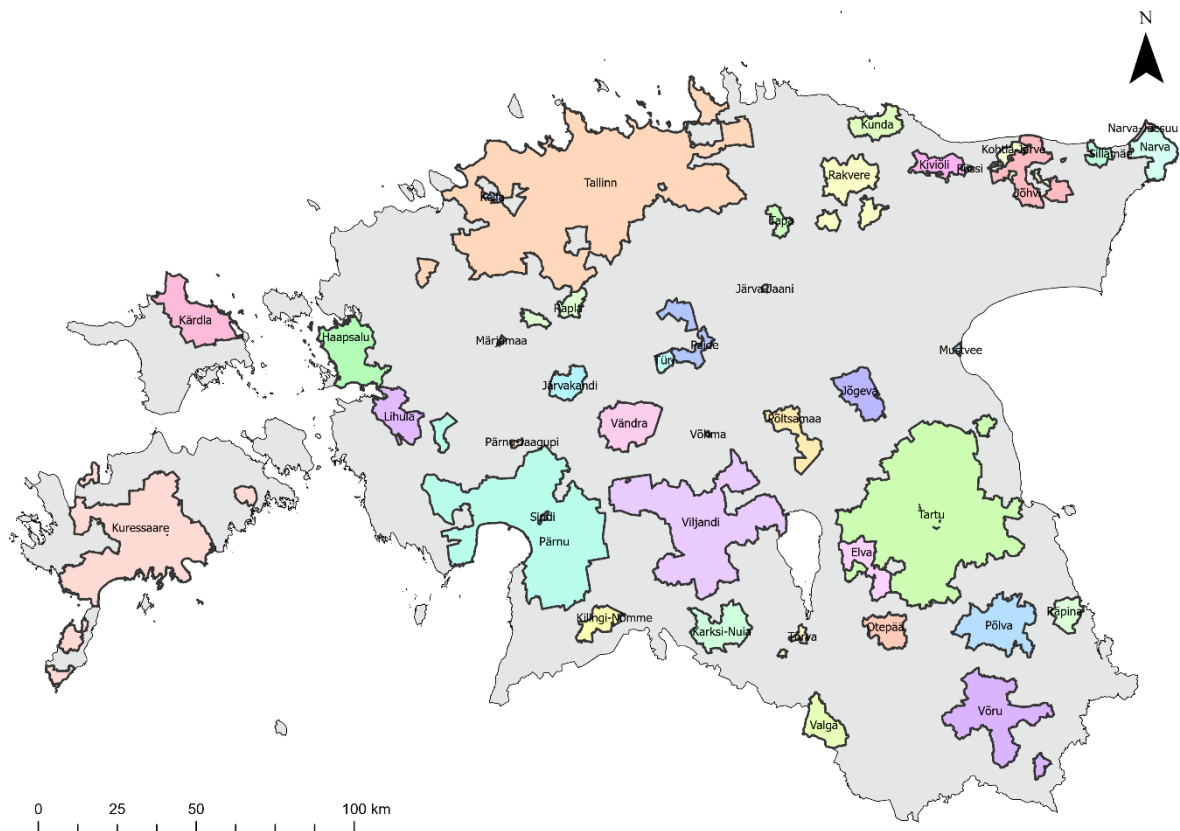 N
Kunda
Narva-Jõesuu
Narva
Kohtla-Järve
Sillamäe
Kiviõli
Püssi
Rakvere
Jõhvi
Tallinn
Keila
Tapa
Järva-Jaani
Rapla
Kärdla
Haapsalu
Märjamaa
Paide
Türi
Mustvee
Järvakandi
Jõgeva
Lihula
Vändra
Põltsamaa
Võhma
Pärnu-Jaagupi
Kuressaare
Sindi
Viljandi
Tartu
Pärnu
Elva
Killingi-Nõmme
Karksi-Nuia
Tõrva
Otepää
Põlva
Räpina
Võru
Valga
0 25 50 100 km